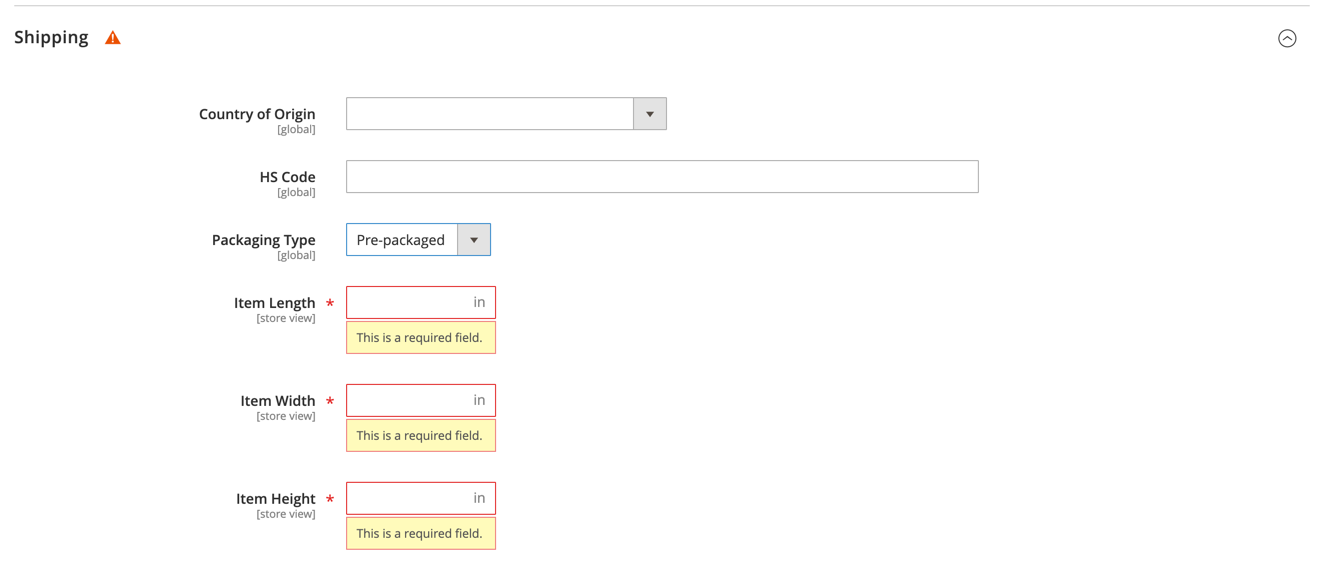 Shipping
Country of Origin
[global]
HS Code
[global]
Packaging Type
[global]
Pre-packaged
Item Length *
[store view]
in
This is a required field.
Item Width *
[store view]
in
This is a required field.
Item Height *
[store view]
in
This is a required field.